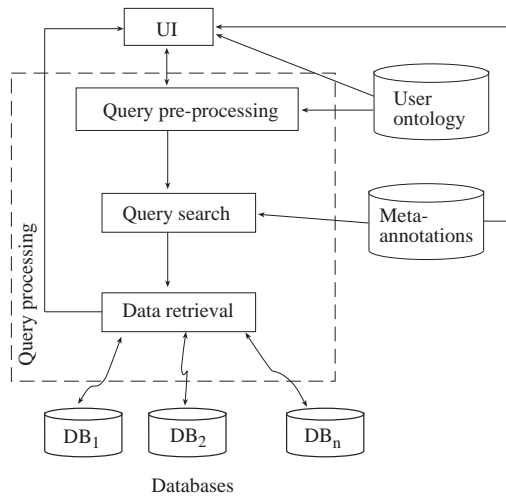 UI
Query pre-processing
User
ontology
Query search
Meta-
annotations
Query processing
Data retrieval
DB1
DB2
DBn
Databases